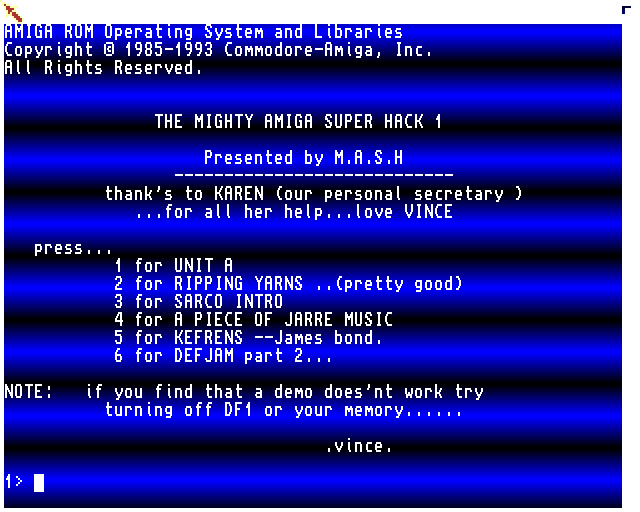 AMIGA ROM Operating System and Libraries
Copyright © 1985-1993 Commodore-Amiga, Inc.
All Rights Reserved.
THE MIGHTY AMIGA SUPER HACK 1
Presented by M.A.S.H
----------------------------
thank's to KAREN (our personal secretary )
...for all her help...love VINCE
press...
1 for UNIT A
2 for RIPPING YARNS ..(pretty good)
3 for SARCO INTRO
4 for A PIECE OF JARRE MUSIC
5 for KEFRENS --James bond.
6 for DEFJAM part 2...
NOTE: if you find that a demo does'nt work try
turning off DF1 or your memory......
.vince.
1>